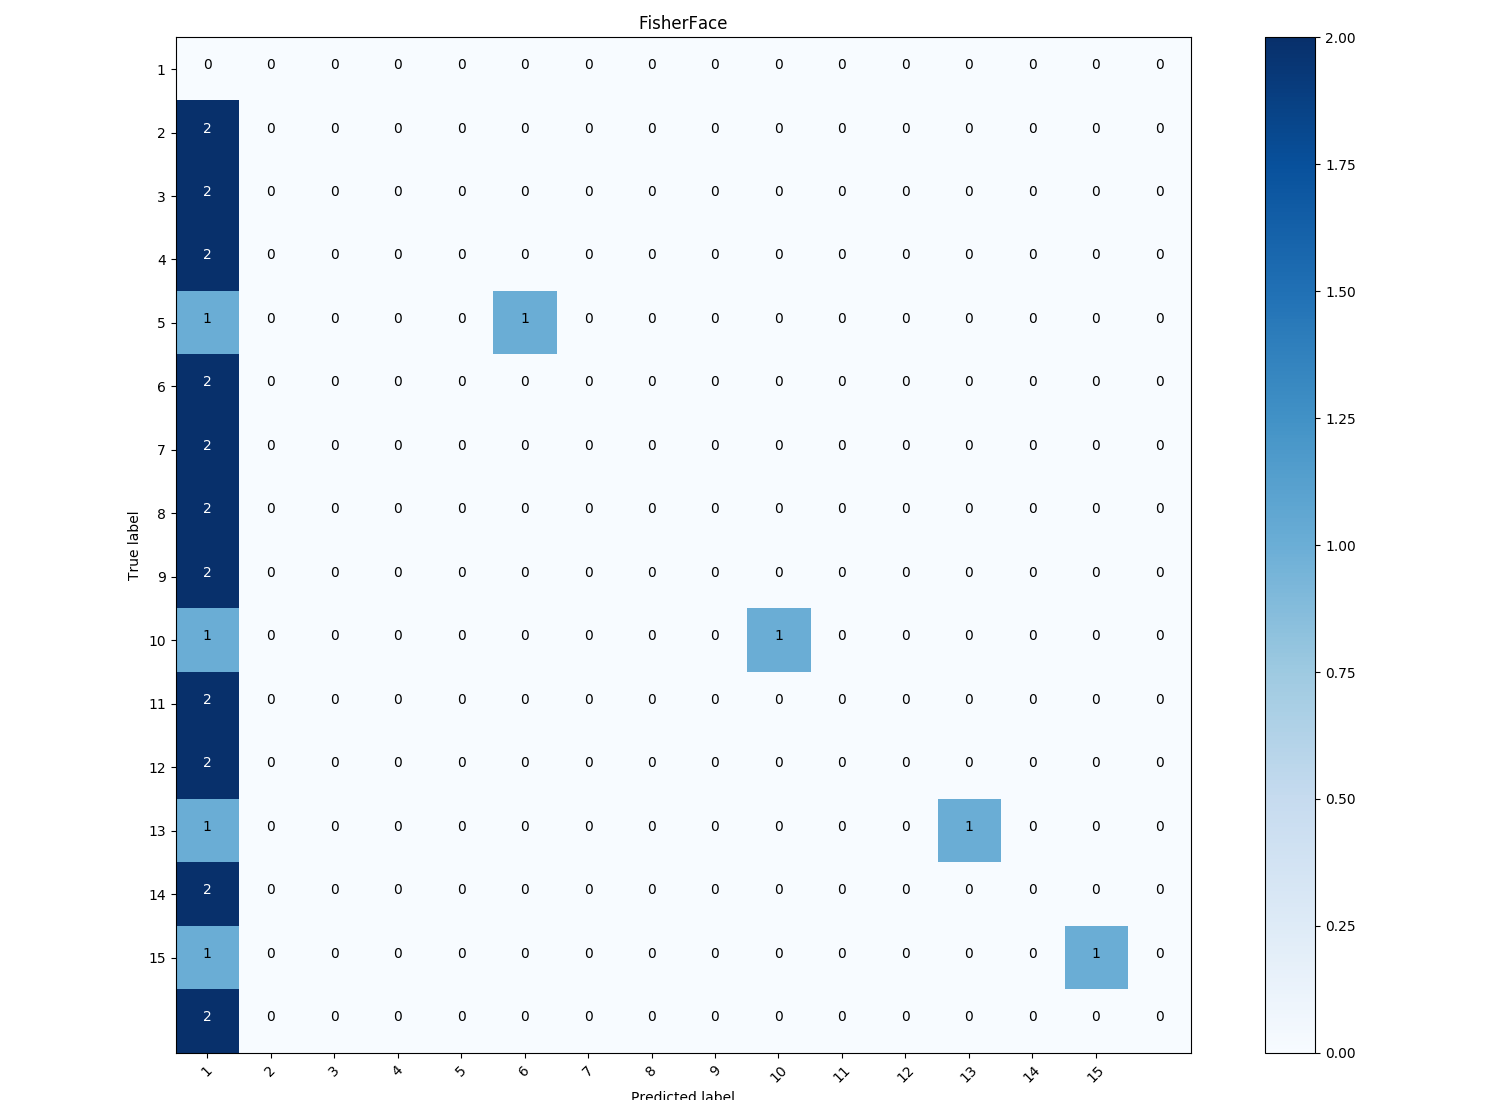 FisherFace
1 0 0 0 0 0 0 0 0 0 0 0 0 0 0 0 0
2 2 0 0 0 0 0 0 0 0 0 0 0 0 0 0 0
3 2 0 0 0 0 0 0 0 0 0 0 0 0 0 0 0
4 2 0 0 0 0 0 0 0 0 0 0 0 0 0 0 0
5 1 0 0 0 0 1 0 0 0 0 0 0 0 0 0 0
6 2 0 0 0 0 0 0 0 0 0 0 0 0 0 0 0
7 2 0 0 0 0 0 0 0 0 0 0 0 0 0 0 0
8 2 0 0 0 0 0 0 0 0 0 0 0 0 0 0 0
9 2 0 0 0 0 0 0 0 0 0 0 0 0 0 0 0
10 1 0 0 0 0 0 0 0 0 1 0 0 0 0 0 0
11 2 0 0 0 0 0 0 0 0 0 0 0 0 0 0 0
12 2 0 0 0 0 0 0 0 0 0 0 0 0 0 0 0
13 1 0 0 0 0 0 0 0 0 0 0 0 1 0 0 0
14 2 0 0 0 0 0 0 0 0 0 0 0 0 0 0 0
15 1 0 0 0 0 0 0 0 0 0 0 0 0 0 1 0
2 0 0 0 0 0 0 0 0 0 0 0 0 0 0 0
1 2 3 4 5 6 7 8 9 10 11 12 13 14 15
True label
Predicted label
2.00
1.75
1.50
1.25
1.00
0.75
0.50
0.25
0.00